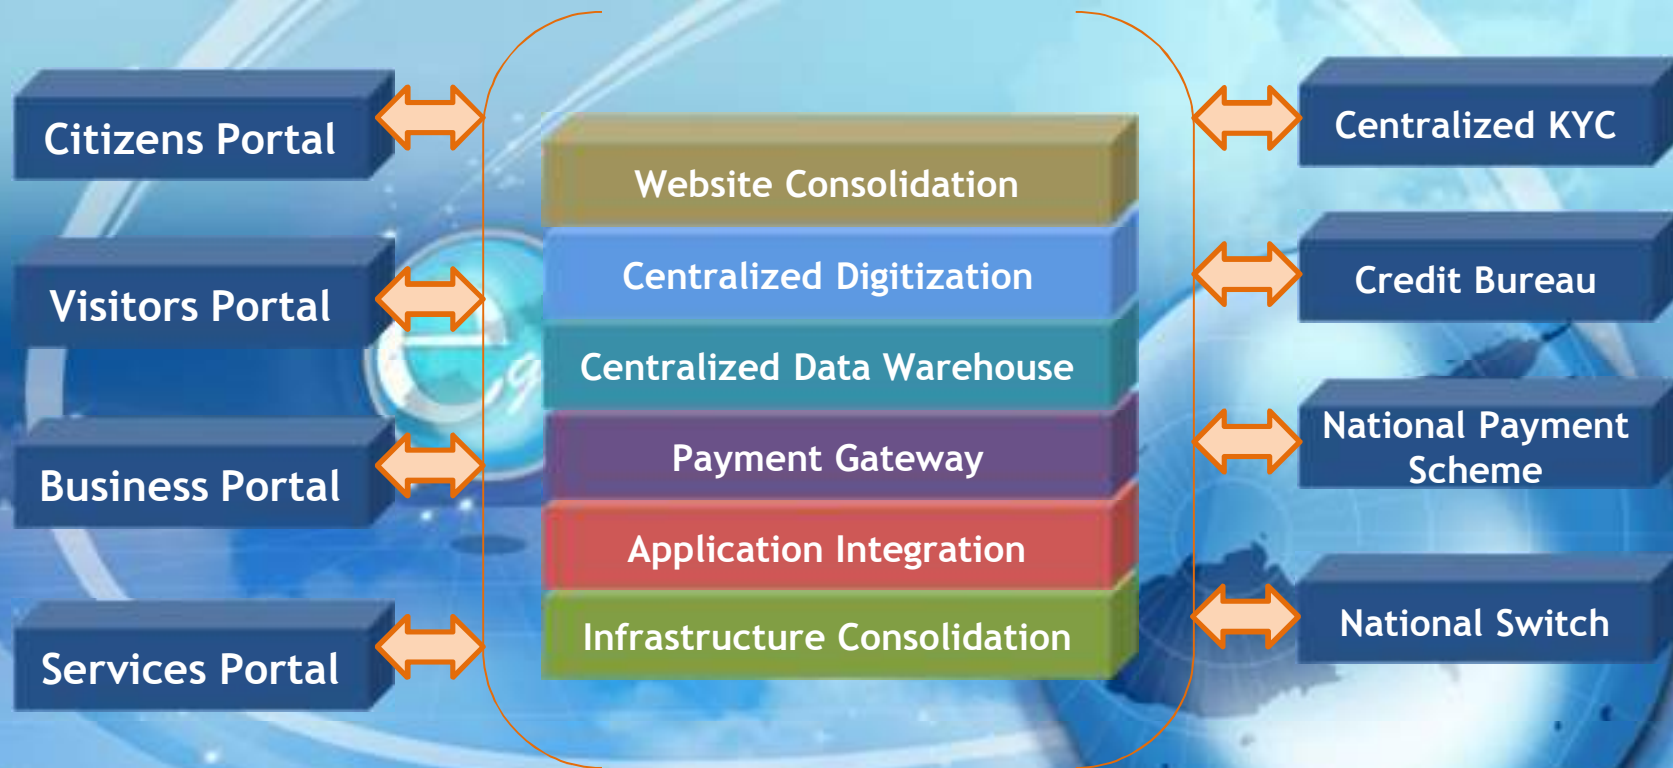 Citizens Portal
Visitors Portal
Business Portal
Services Portal
Website Consolidation
Centralized Digitization
Centralized Data Warehouse
Payment Gateway
Application Integration
Infrastructure Consolidation
Centralized KYC
Credit Bureau
National Payment
Scheme
National Switch